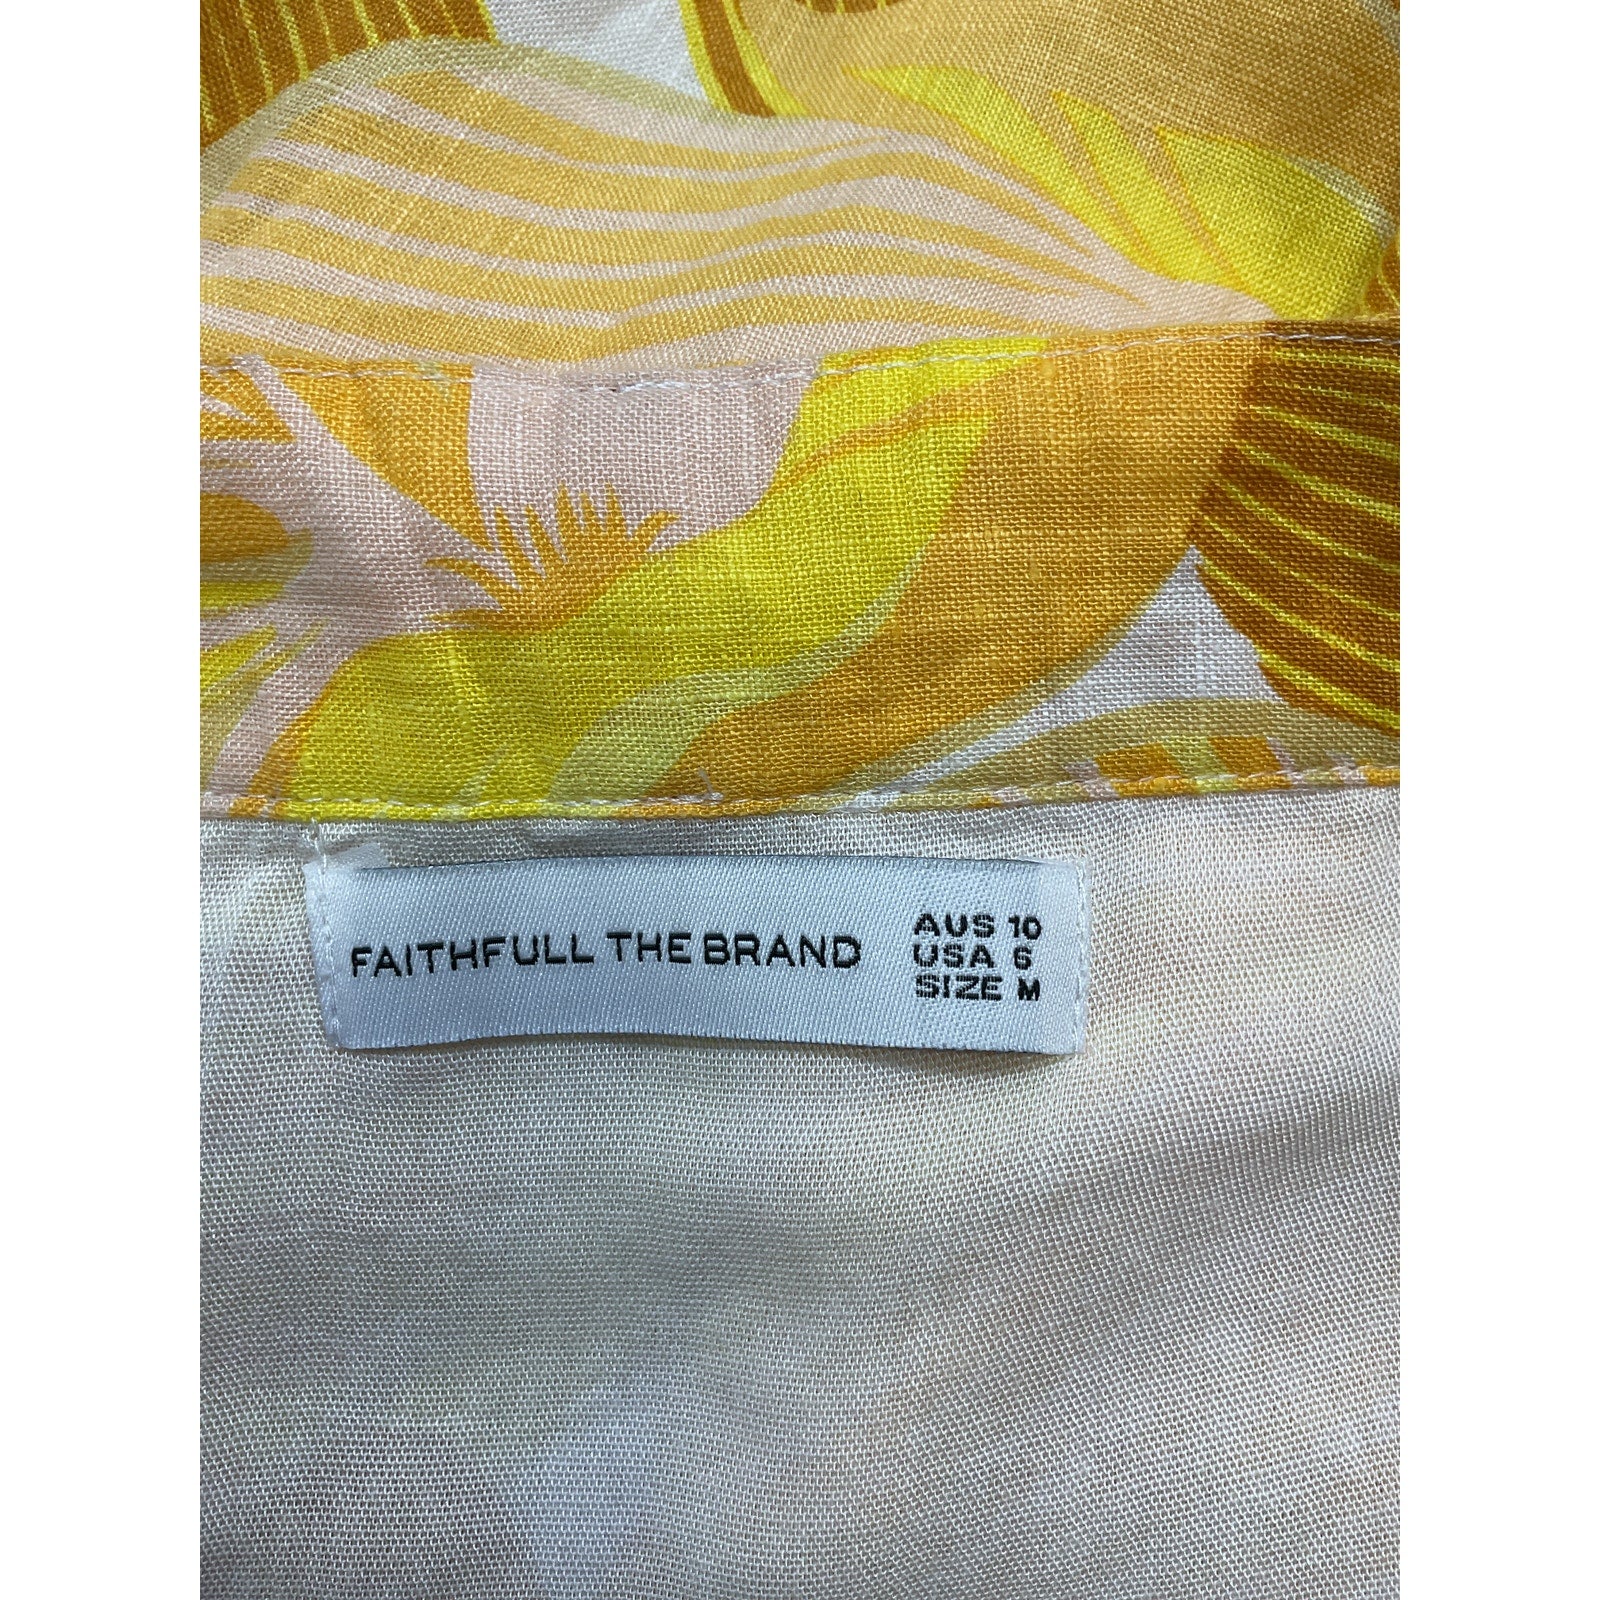 FAITHFULL THE BRAND
AUS 10
USA 6
SIZE M